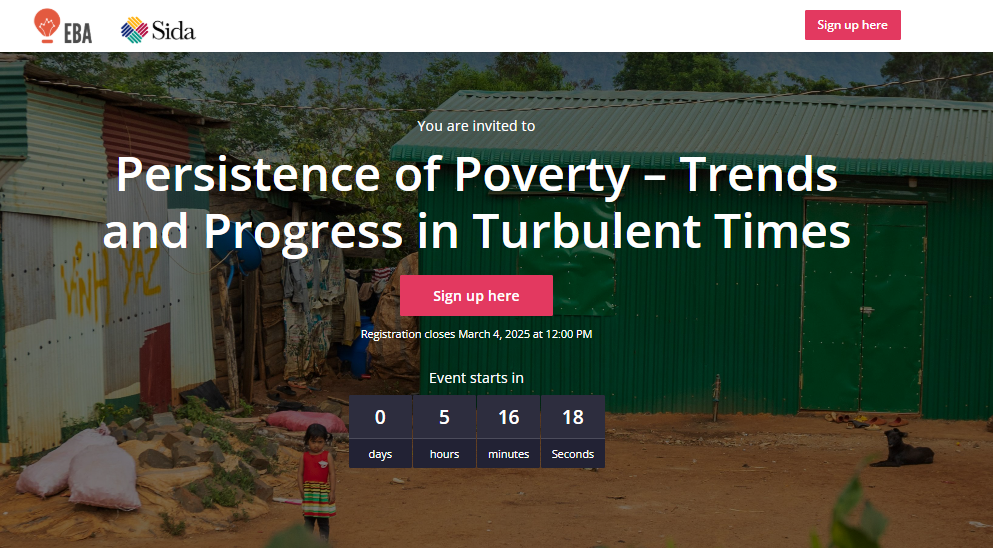 EBA
Sida
Sign up here
You are invited to
Persistence of Poverty – Trends
and Progress in Turbulent Times
VINH YAZ
Sign up here
Registration closes March 4, 2025 at 12:00 PM
Event starts in
0 5 16 18
days hours minutes Seconds